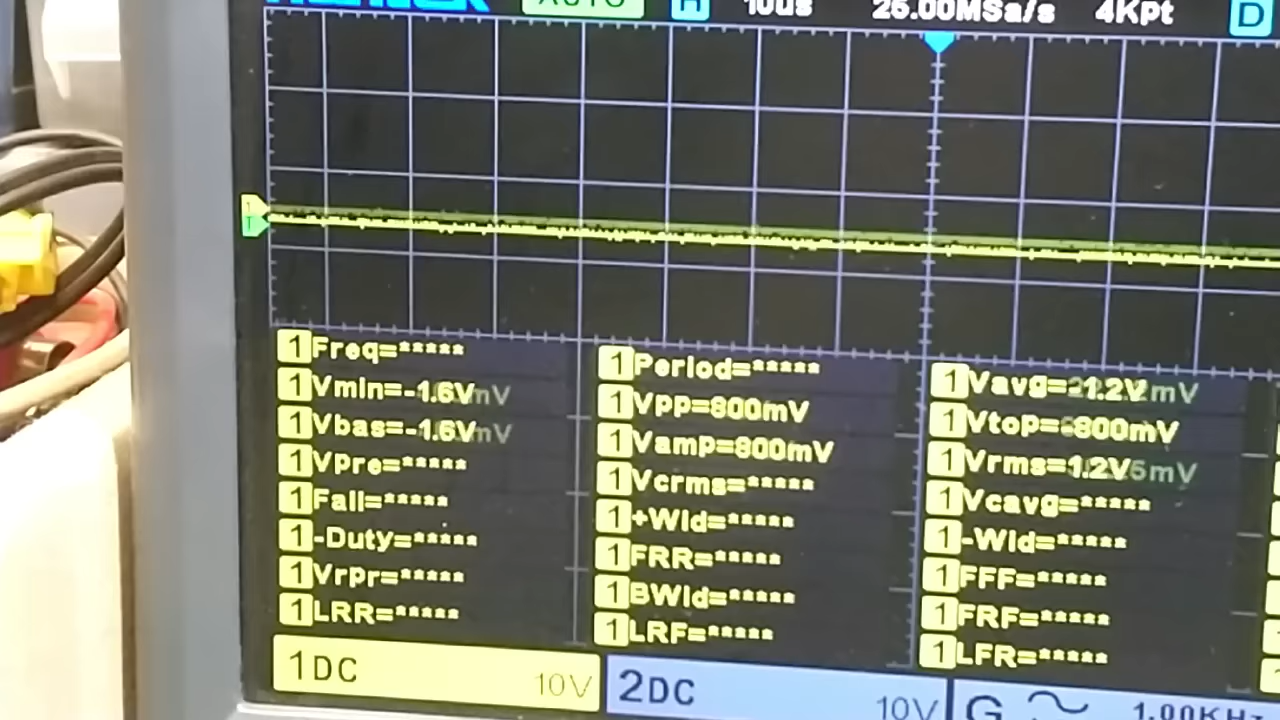 AUTO H 10us 25.00MSa/s 4Kpt D
1 Freq=***** 1 Period=*****
1 Vmin=-1.6V 1 Vpp=800mV 1 Vavg=-1.2V
1 Vbas=-1.6V 1 Vamp=800mV 1 Vtop=-800mV
1 Vpre=***** 1 Vcrms=***** 1 Vrms=1.2V
1 Fall=***** 1 +Wid=***** 1 Vcavg=*****
1 -Duty=***** 1 FRR=***** 1 -Wid=*****
1 Vrpr=***** 1 BWid=***** 1 FFF=*****
1 LRR=***** 1 LRF=***** 1 FRF=*****
1 LFR=*****
1 DC 10V 2 DC 10V G 1.00KHz